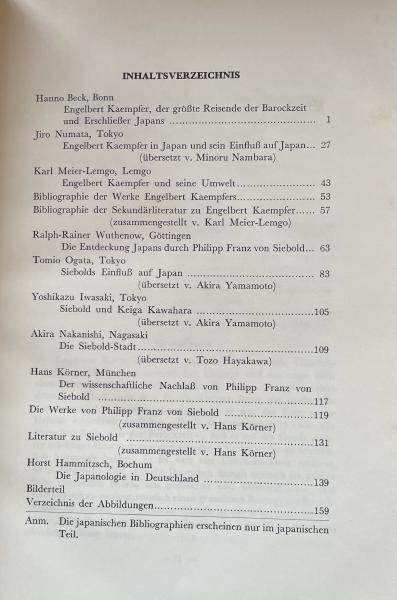 INHALTSVERZEICHNIS
Hanno Beck, Bonn
Engelbert Kaempfer, der größte Reisende der Barockzeit
und Erschließer Japans ................................................ 1
Jiro Numata, Tokyo
Engelbert Kaempfer in Japan und sein Einfluß auf Japan... 27
(übersetzt v. Minoru Nambara)
Karl Meier-Lemgo, Lemgo
Engelbert Kaempfer und seine Umwelt........................ 43
Bibliographie der Werke Engelbert Kaempfers.................. 53
Bibliographie der Sekundärliteratur zu Engelbert Kaempfer...... 57
(zusammengestellt v. Karl Meier-Lemgo)
Ralph-Rainer Wuthenow, Göttingen
Die Entdeckung Japans durch Philipp Franz von Siebold... 63
Tomio Ogata, Tokyo
Siebolds Einfluß auf Japan ....................................... 83
(übersetzt v. Akira Yamamoto)
Yoshikazu Iwasaki, Tokyo
Siebold und Keiga Kawahara ....................................105
(übersetzt v. Akira Yamamoto)
Akira Nakanishi, Nagasaki
Die Siebold-Stadt...................................................109
(übersetzt v. Tozo Hayakawa)
Hans Körner, München
Der wissenschaftliche Nachlaß von Philipp Franz von
Siebold ...............................................................117
Die Werke von Philipp Franz von Siebold ...........................119
(zusammengestellt v. Hans Körner)
Literatur zu Siebold ......................................................131
(zusammengestellt v. Hans Körner)
Horst Hammitzsch, Bochum
Die Japanologie in Deutschland .................................139
Bilderteil
Verzeichnis der Abbildungen.............................................159
Anm. Die japanischen Bibliographien erscheinen nur im japanischen
Teil.